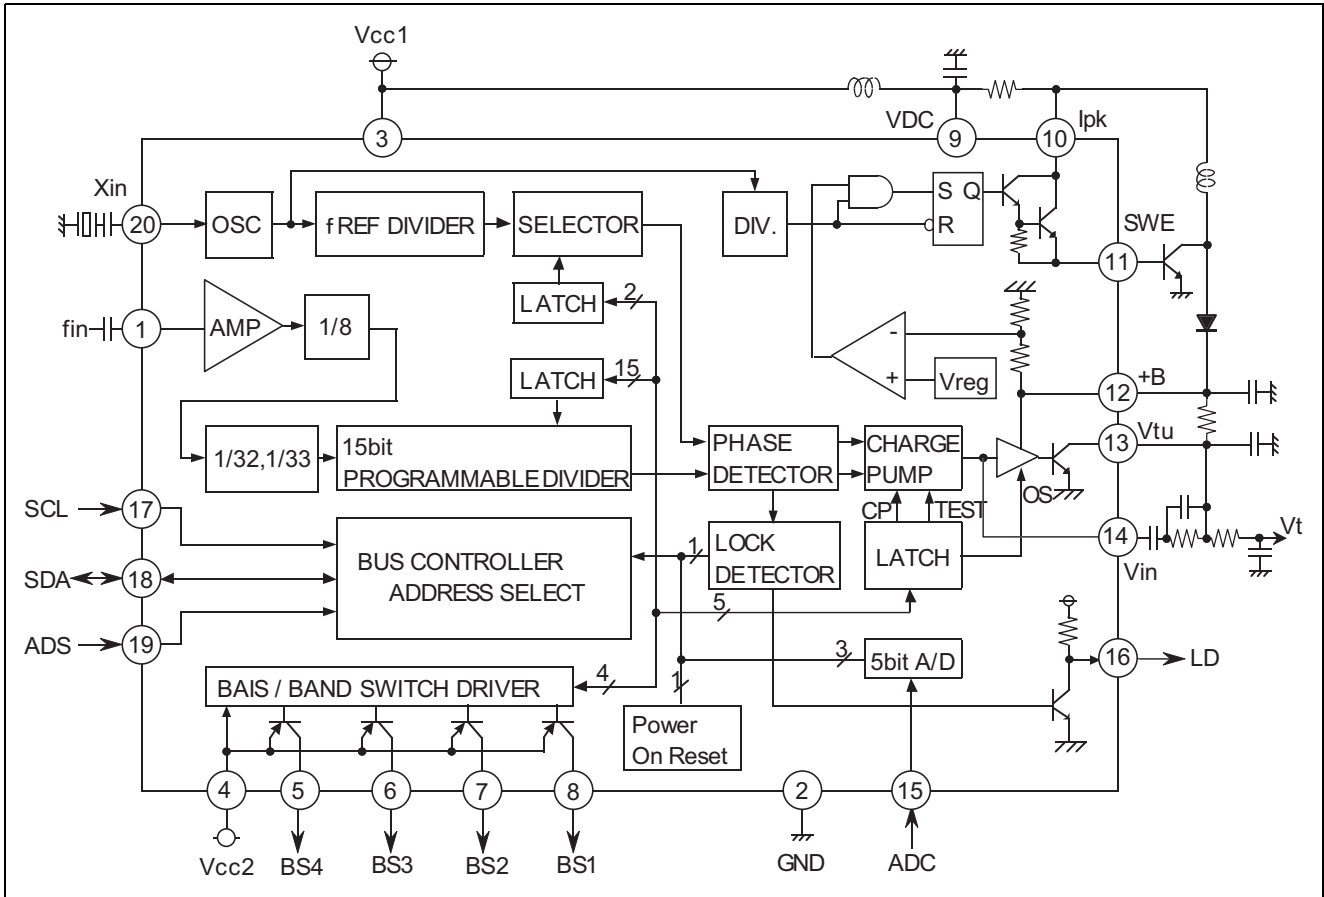 Vcc1
3
VDC
9
10
Ipk
Xin
20
OSC
f REF DIVIDER
SELECTOR
DIV.
S Q
R
SWE
11
LATCH
2
fin
1
AMP
1/8
LATCH
15
-
+
Vreg
12
+B
1/32,1/33
15bit
PROGRAMMABLE DIVIDER
PHASE
DETECTOR
CHARGE
PUMP
13
Vtu
OS
CP
TEST
SCL
17
BUS CONTROLLER
ADDRESS SELECT
1
LOCK
DETECTOR
LATCH
14
Vin
Vt
SDA
18
5
ADS
19
3
5bit A/D
16
LD
BAIS / BAND SWITCH DRIVER
4
1
Power
On Reset
4
5
6
7
8
2
15
Vcc2
BS4
BS3
BS2
BS1
GND
ADC